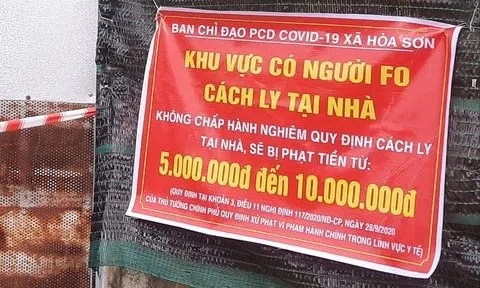 BAN CHỈ ĐẠO PCD COVID-19 XÃ HÒA SƠN
KHU VỰC CÓ NGƯỜI FO
CÁCH LY TẠI NHÀ
KHÔNG CHẤP HÀNH NGHIÊM QUY ĐỊNH CÁCH LY
TẠI NHÀ, SẼ BỊ PHẠT TIỀN TỪ:
5.000.000đ đến 10.000.000đ
(QUY ĐỊNH TẠI KHOẢN 3, ĐIỀU 11 NGHỊ ĐỊNH 117/2020/NĐ-CP, NGÀY 28/9/2020
CỦA THỦ TƯỚNG CHÍNH PHỦ QUY ĐỊNH XỬ PHẠT VI PHẠM HÀNH CHÍNH TRONG LĨNH VỰC Y TẾ)